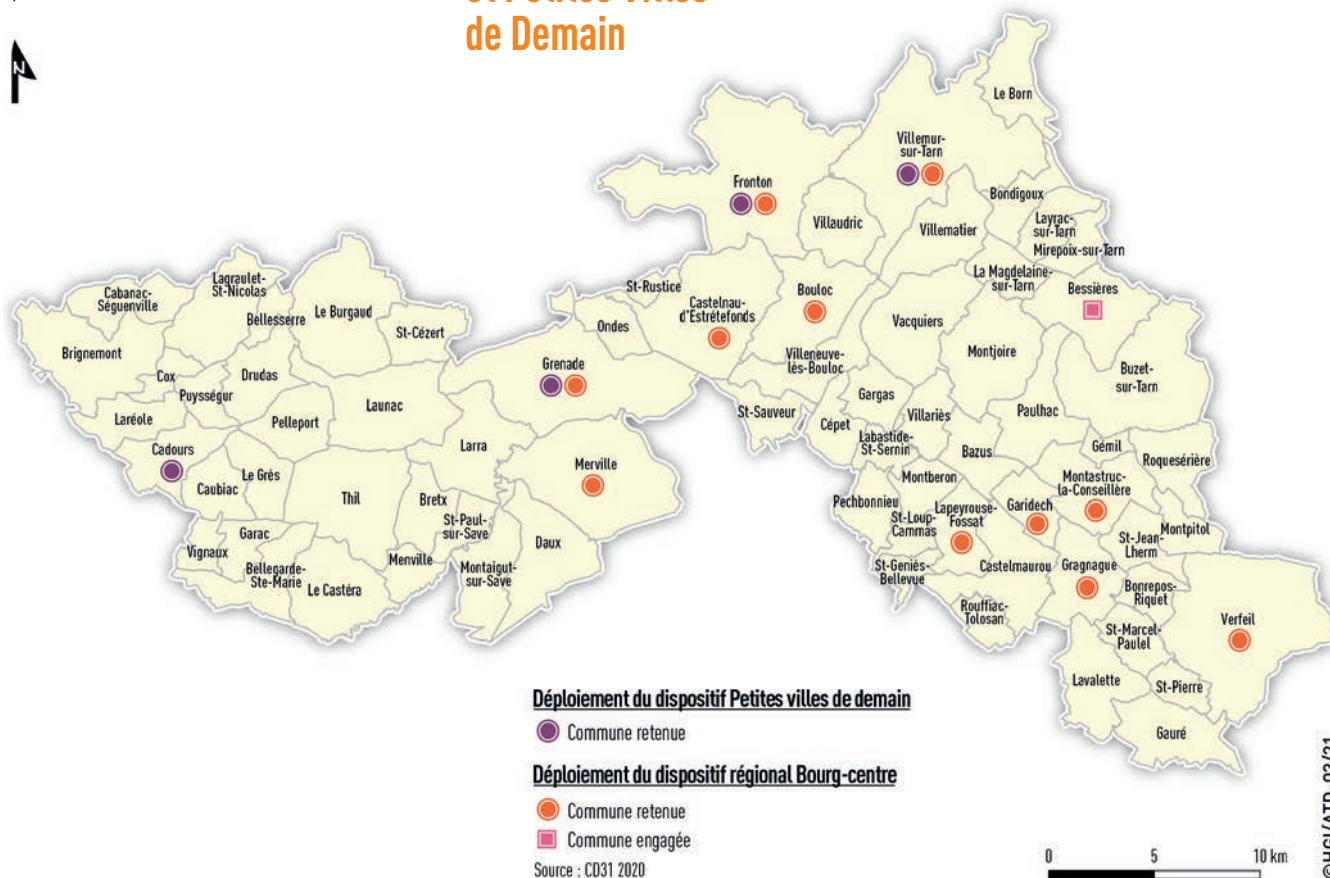 de Demain
N
Le Born
Villemur-
sur-Tarn
Fronton
Bondigoux
Villaudric
Layrac-
sur-Tarn
Villematier
Mirepoix-sur-Tarn
La Magdelaine-
sur-Tarn
Lagraulet-
St-Nicolas
St-Rustice
Bouloc
Bessières
Cabanac-
Séguenville
Castelnau-
d'Estrétefonds
Le Burgaud
Bellesserre
Vacquiers
Ondes
St-Cézert
Brignemont
Montjoire
Villeneuve-
lès-Bouloc
Grenade
Buzet-
sur-Tarn
Cox
Drudas
Puysségur
Gargas
Launac
St-Sauveur
Villariès
Paulhac
Laréole
Pelleport
Cépet
Labastide-
St-Sernin
Larra
Gémil
Cadours
Bazus
Merville
Roquesérière
Le Grès
Montberon
Montastruc-
la-Conseillère
Caubiac
Thil
Bretx
Pechbonnieu
Lapeyrouse-
Fossat
Garidech
St-Paul-
sur-Save
St-Loup-
Cammas
Montpitol
Garac
St-Jean-
Lherm
Daux
Vignaux
Menville
Bellegarde-
Ste-Marie
Montaigut-
sur-Save
St-Geniès-
Bellevue
Castelmaurou
Gragnague
Le Castéra
Bonrepos-
Riquet
Rouffiac-
Tolosan
Verfeil
St-Marcel-
Paulel
Lavalette
St-Pierre
Gauré
Déploiement du dispositif Petites villes de demain
Commune retenue
Déploiement du dispositif régional Bourg-centre
Commune retenue
Commune engagée
Source : CD31 2020
0 5 10 km